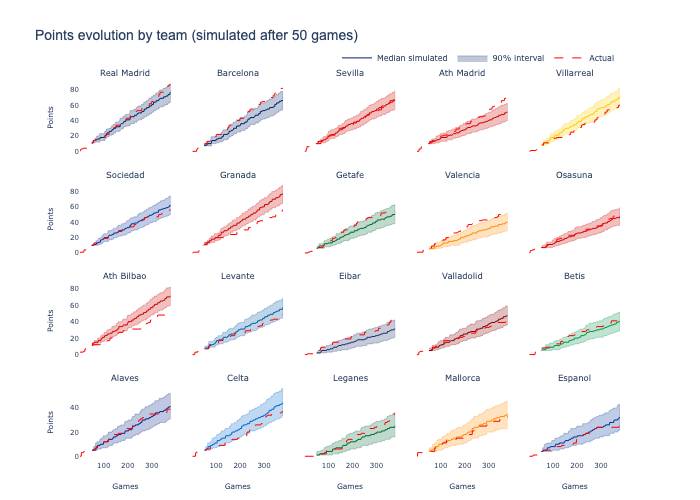 Points evolution by team (simulated after 50 games)
Median simulated 90% interval Actual
Real Madrid Barcelona Sevilla Ath Madrid Villarreal
80
60
40
20
0
Points
Sociedad Granada Getafe Valencia Osasuna
80
60
40
20
0
Points
Ath Bilbao Levante Eibar Valladolid Betis
80
60
40
20
0
Points
Alaves Celta Leganes Mallorca Espanol
40
20
0
Points
100 200 300 100 200 300 100 200 300 100 200 300 100 200 300
Games Games Games Games Games